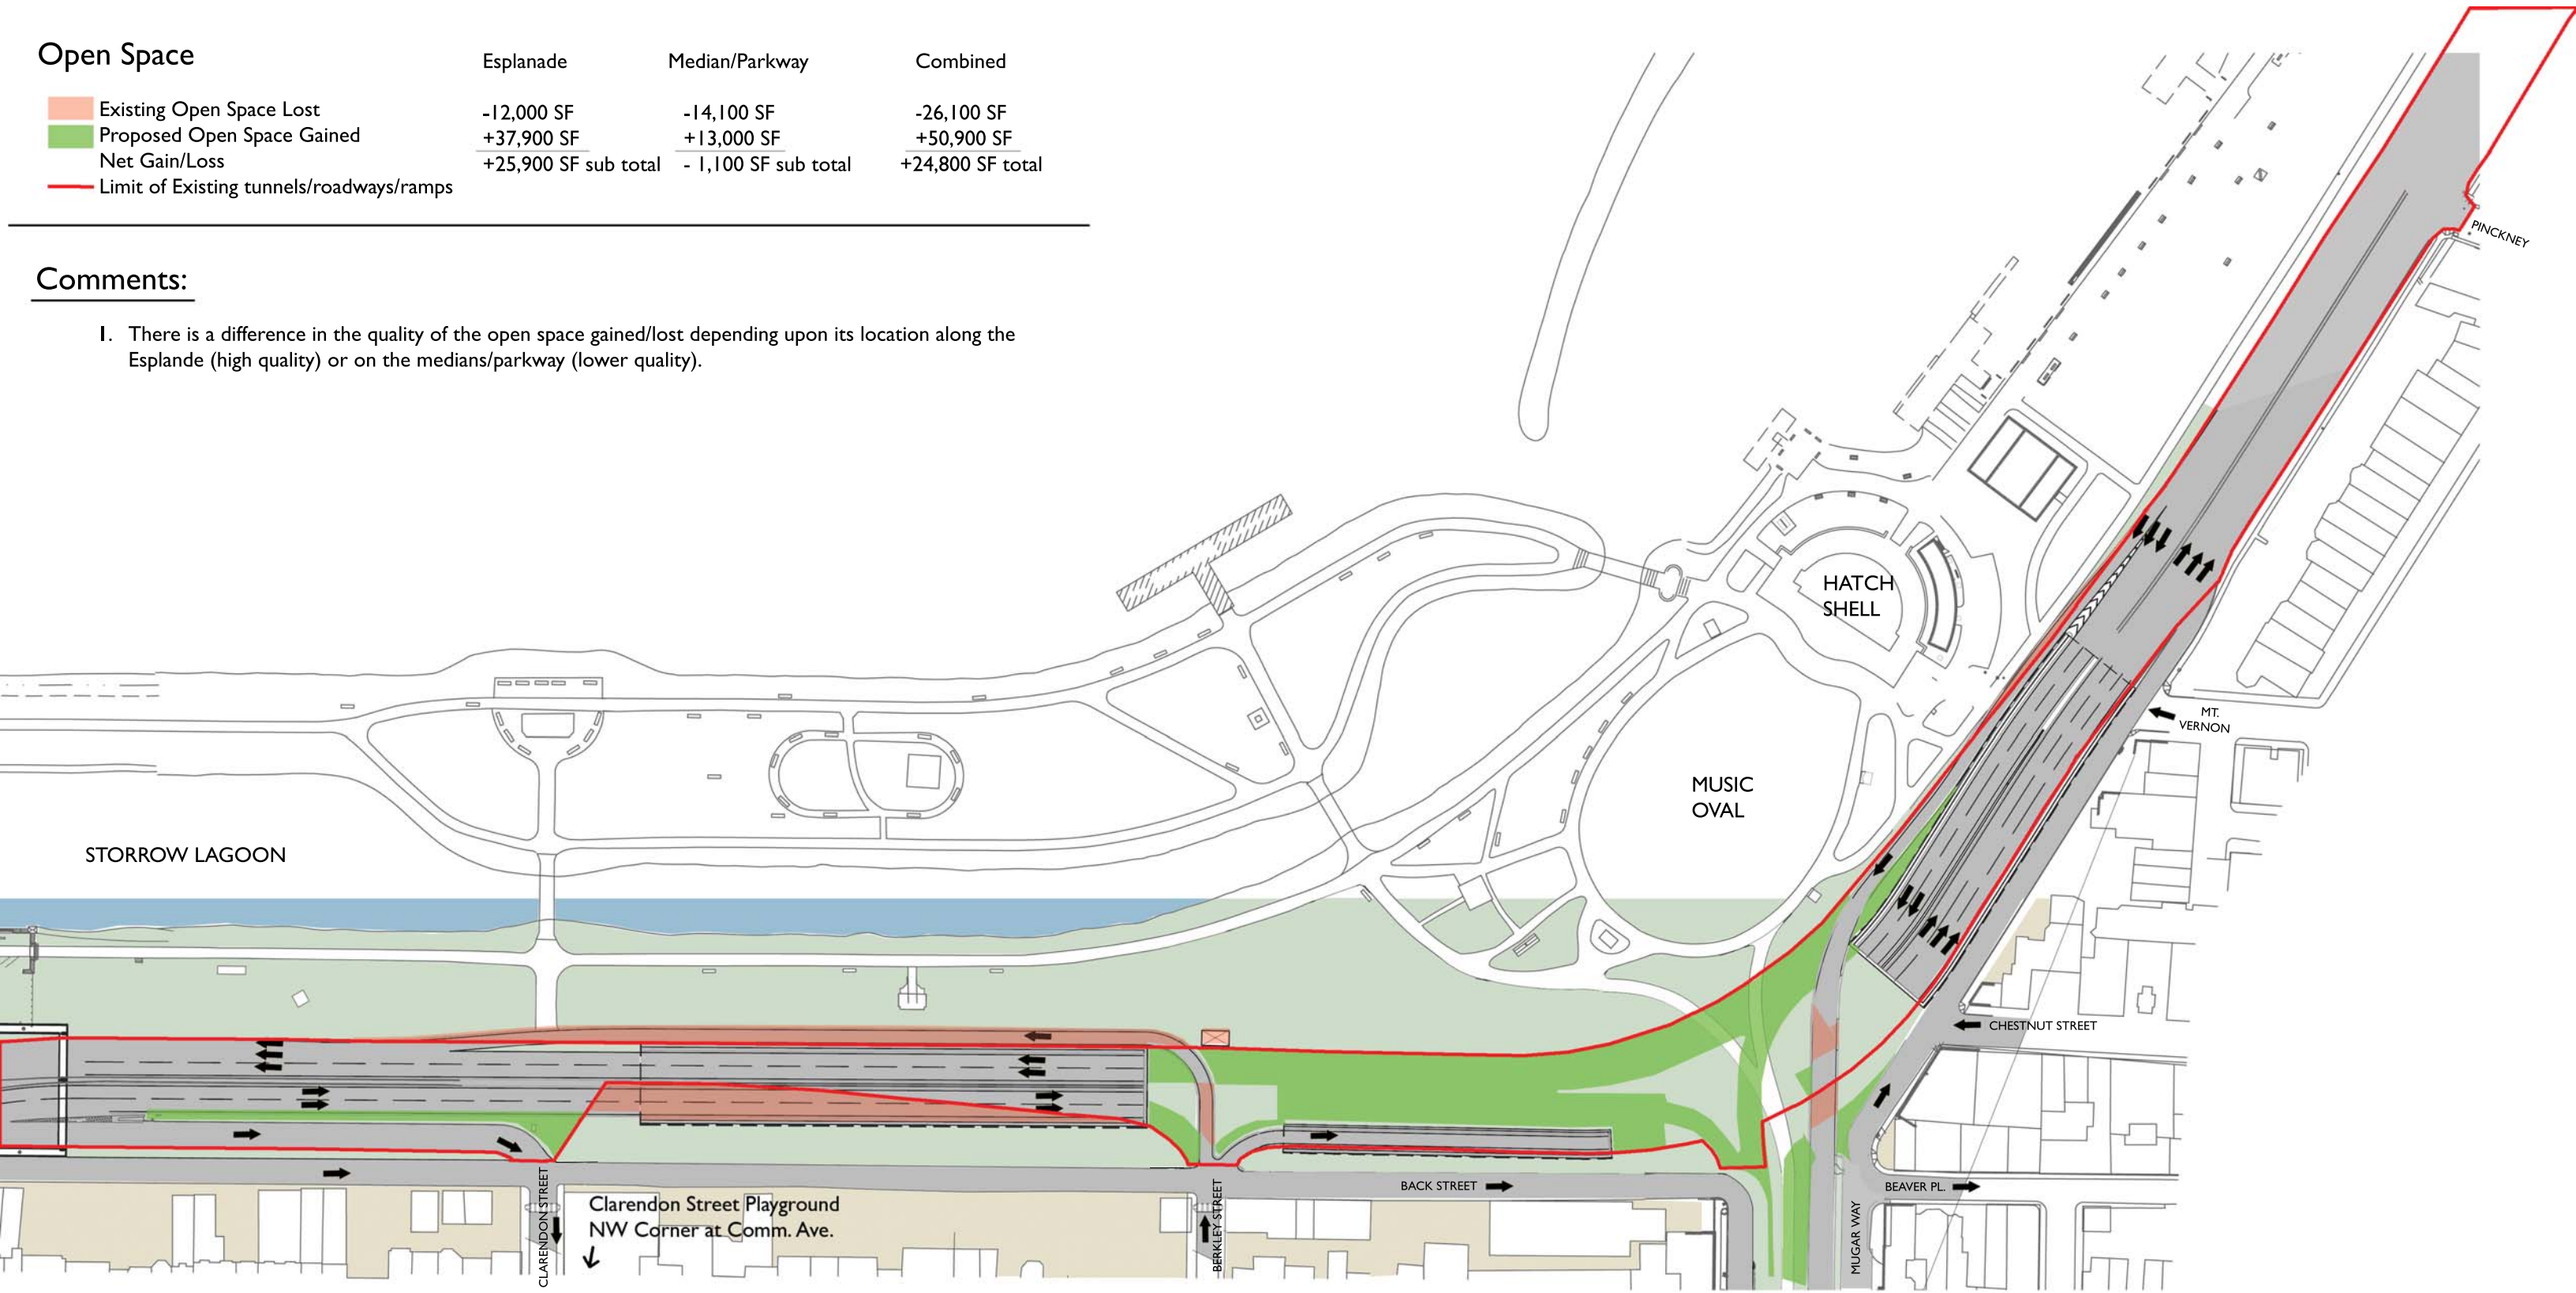 Open Space
Esplanade Median/Parkway Combined
Existing Open Space Lost -12,000 SF -14,100 SF -26,100 SF
Proposed Open Space Gained +37,900 SF +13,000 SF +50,900 SF
Net Gain/Loss +25,900 SF sub total - 1,100 SF sub total +24,800 SF total
Limit of Existing tunnels/roadways/ramps
Comments:
1. There is a difference in the quality of the open space gained/lost depending upon its location along the
Esplande (high quality) or on the medians/parkway (lower quality).
PINCKNEY
HATCH
SHELL
MT.
VERNON
MUSIC
OVAL
STORROW LAGOON
CHESTNUT STREET
BACK STREET
BEAVER PL.
CLARENDON STREET
Clarendon Street Playground
NW Corner at Comm. Ave.
BERKLEY STREET
MUGAR WAY